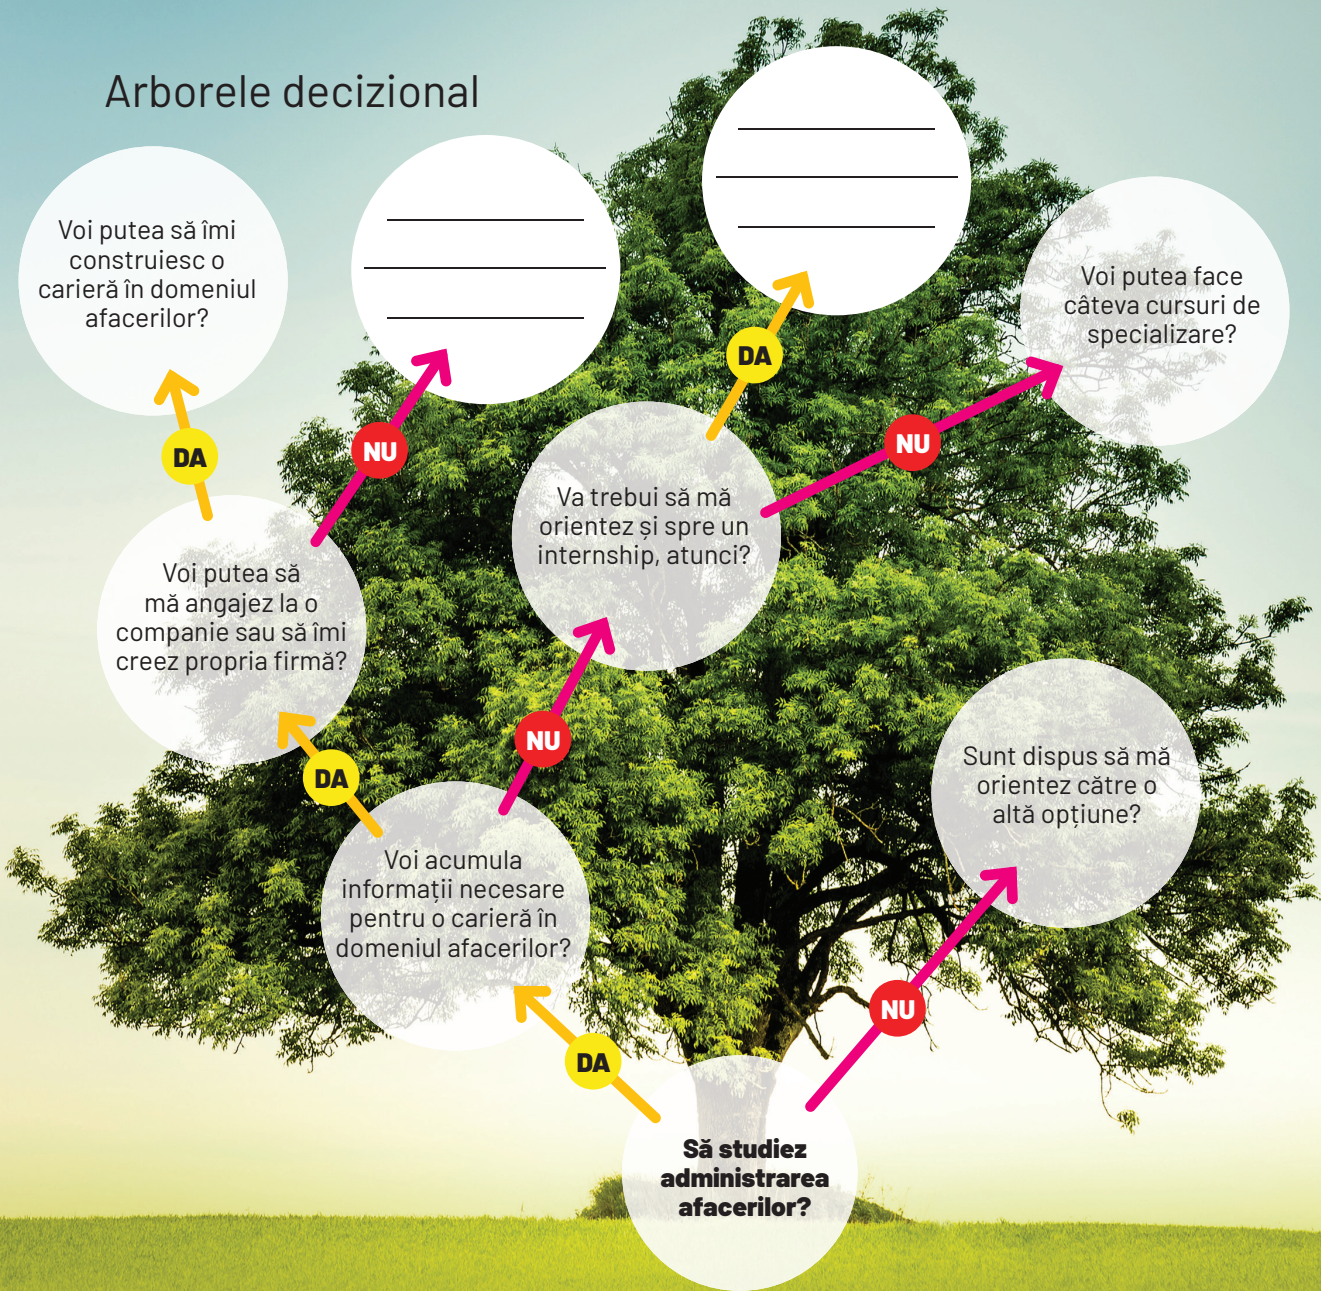 Arborele decizional
Voi putea să îmi
construiesc o
carieră în domeniul
afacerilor?
Voi putea face
câteva cursuri de
specializare?
DA
DA
NU
NU
Va trebui să mă
orientez și spre un
internship, atunci?
Voi putea să
mă angajez la o
companie sau să îmi
creez propria firmă?
NU
DA
Sunt dispus să mă
orientez către o
altă opțiune?
Voi acumula
informații necesare
pentru o carieră în
domeniul afacerilor?
NU
DA
Să studiez
administrarea
afacerilor?